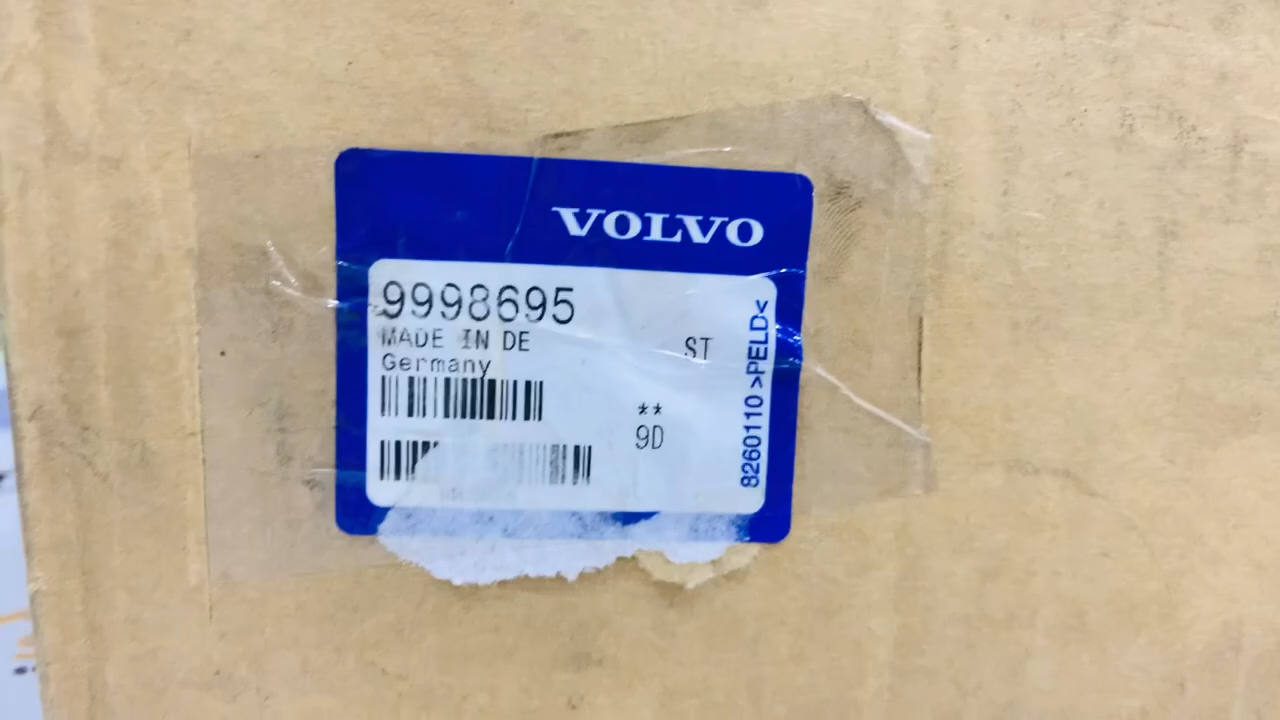 VOLVO
9998695
MADE IN DE
Germany
ST
**
9D
8260110 >PELD<